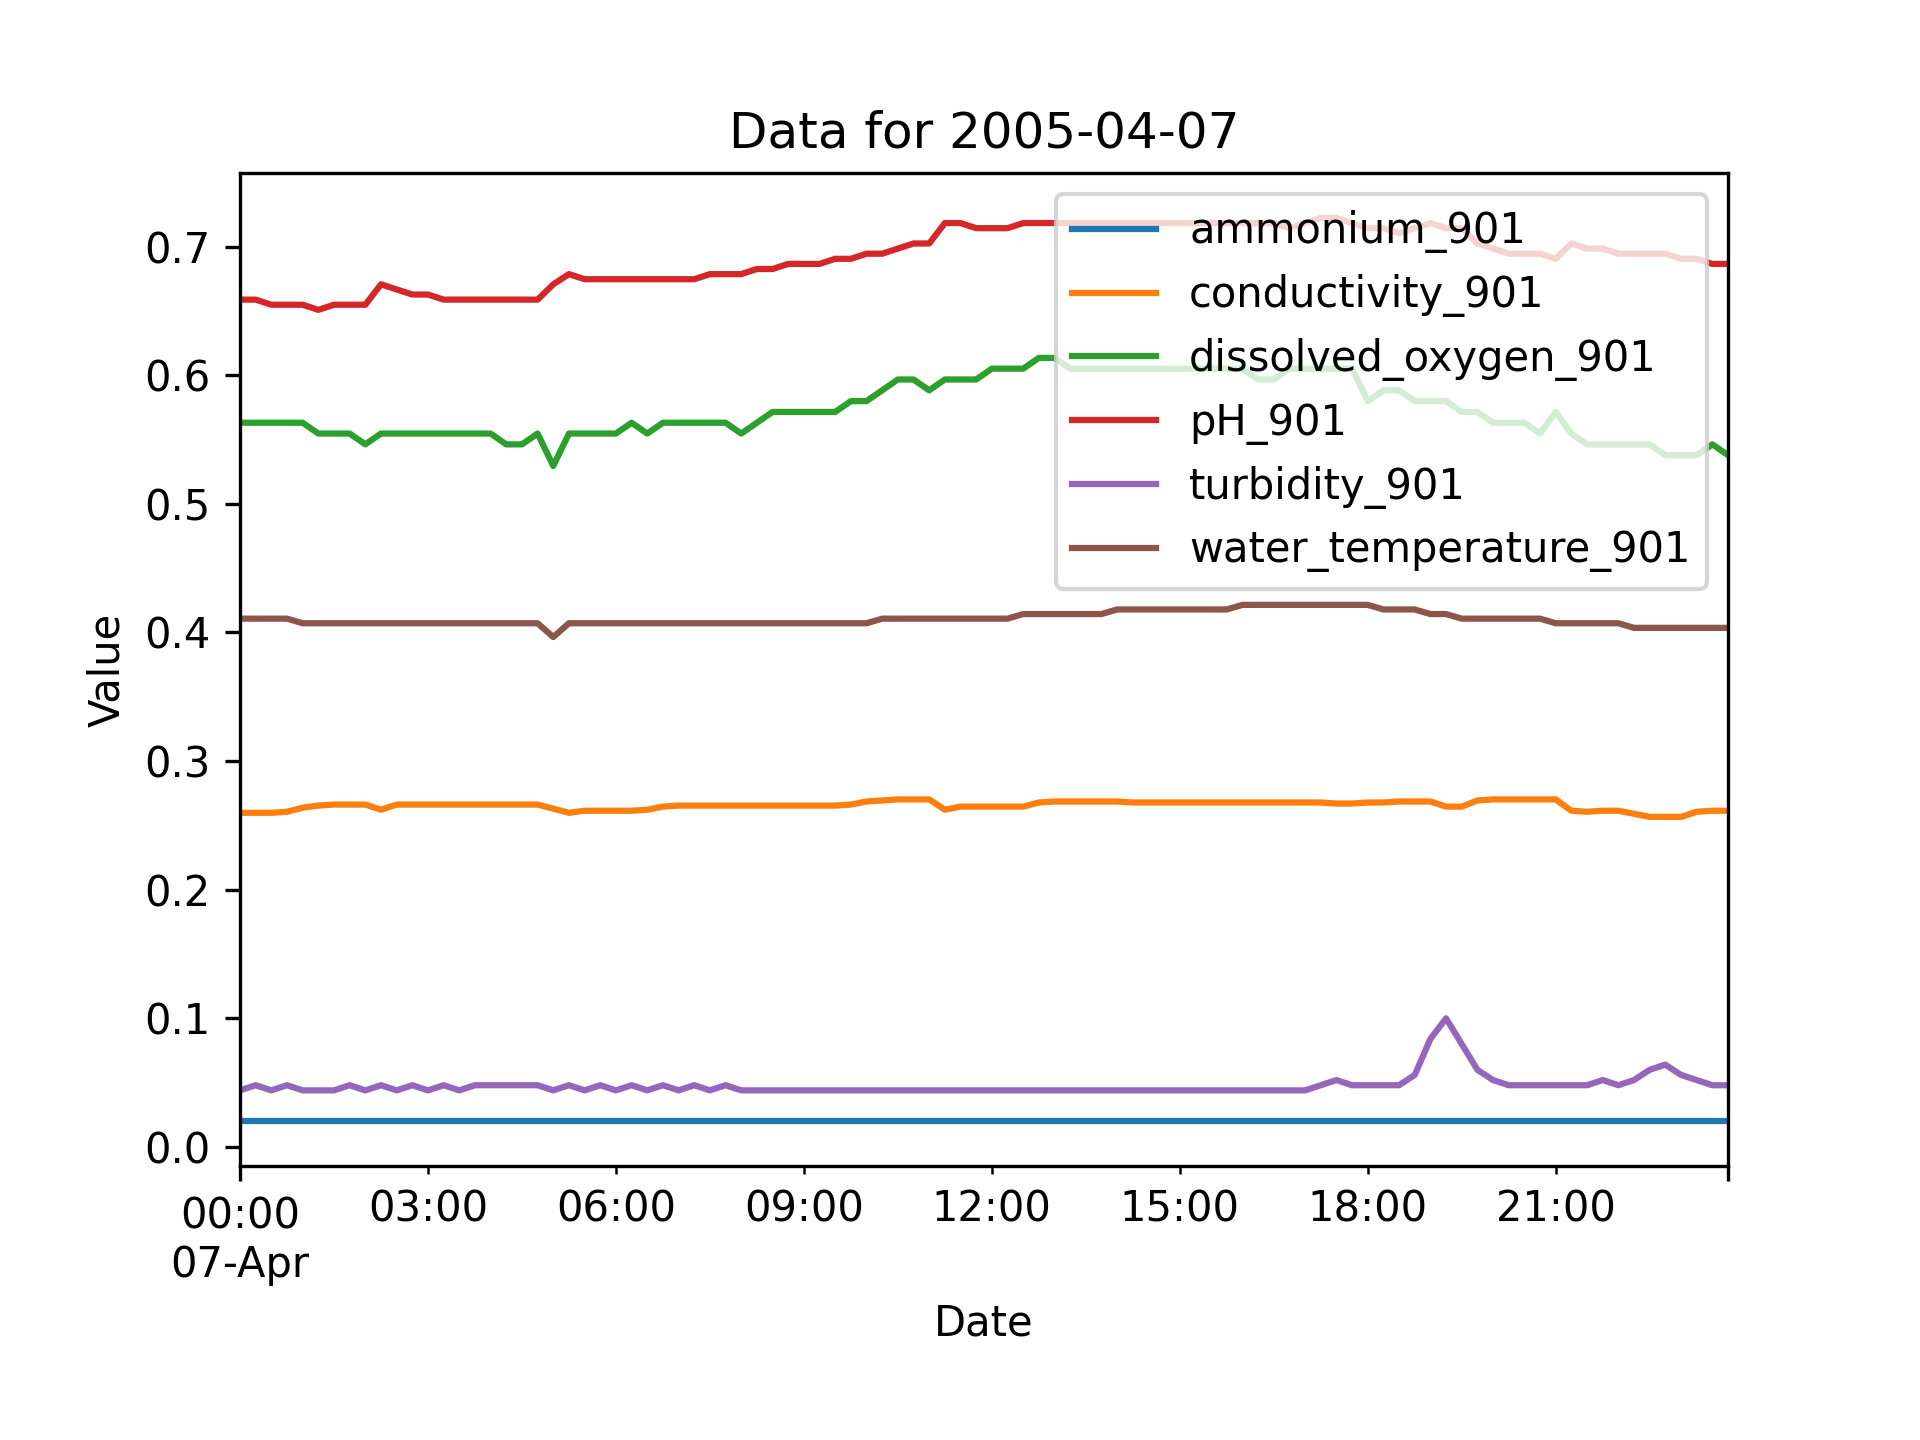 Data for 2005-04-07
ammonium_901
conductivity_901
dissolved_oxygen_901
pH_901
turbidity_901
water_temperature_901
Value
0.7
0.6
0.5
0.4
0.3
0.2
0.1
0.0
00:00 03:00 06:00 09:00 12:00 15:00 18:00 21:00
07-Apr
Date